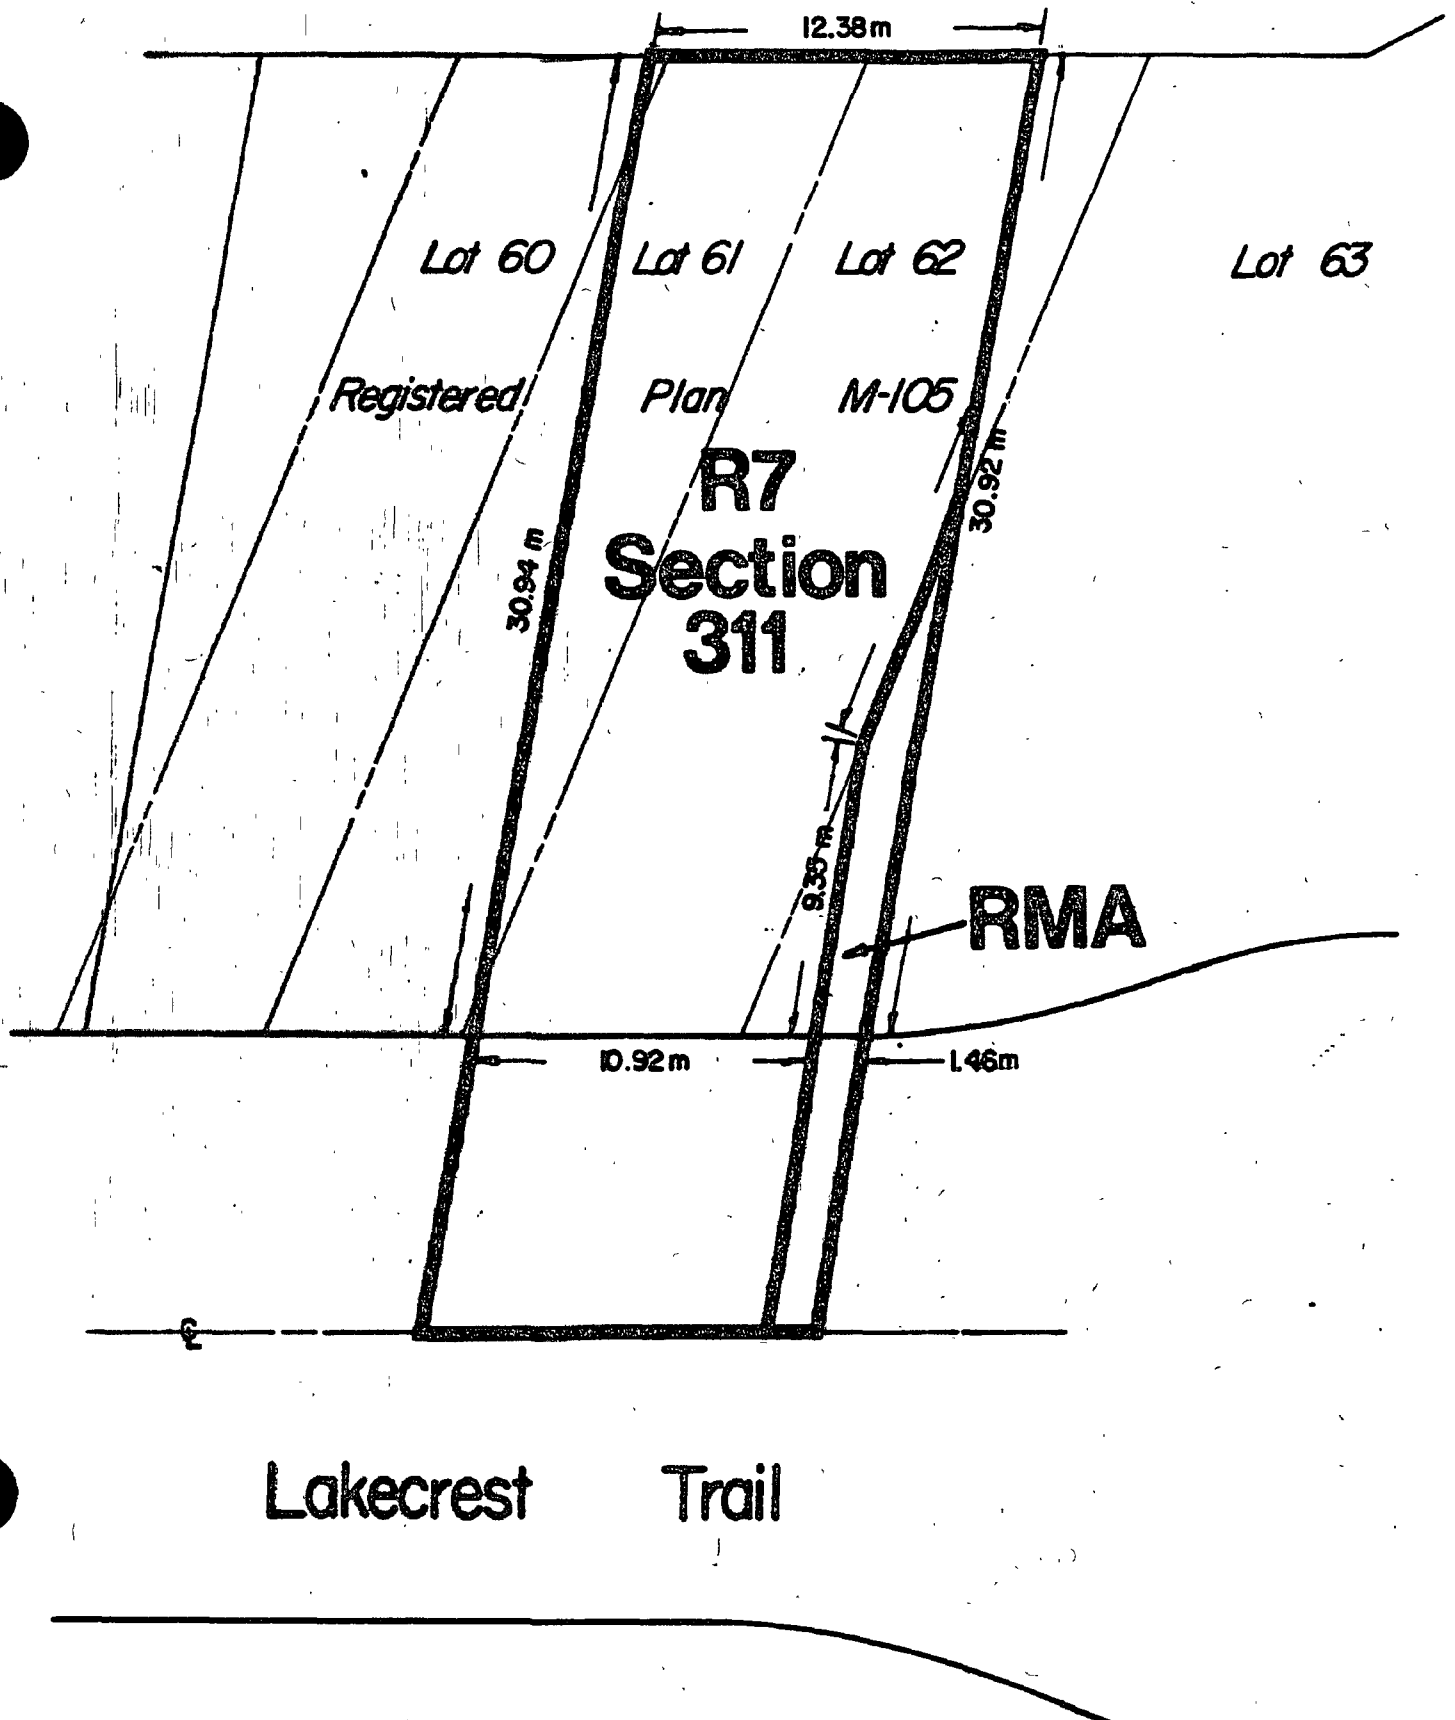 12.38m
Lot 60 Lot 61 Lot 62 Lot 63
Registered Plan M-105
R7
Section
311
30.94 m
30.92 m
9.35 m
RMA
10.92m
1.46m
℄
Lakecrest Trail